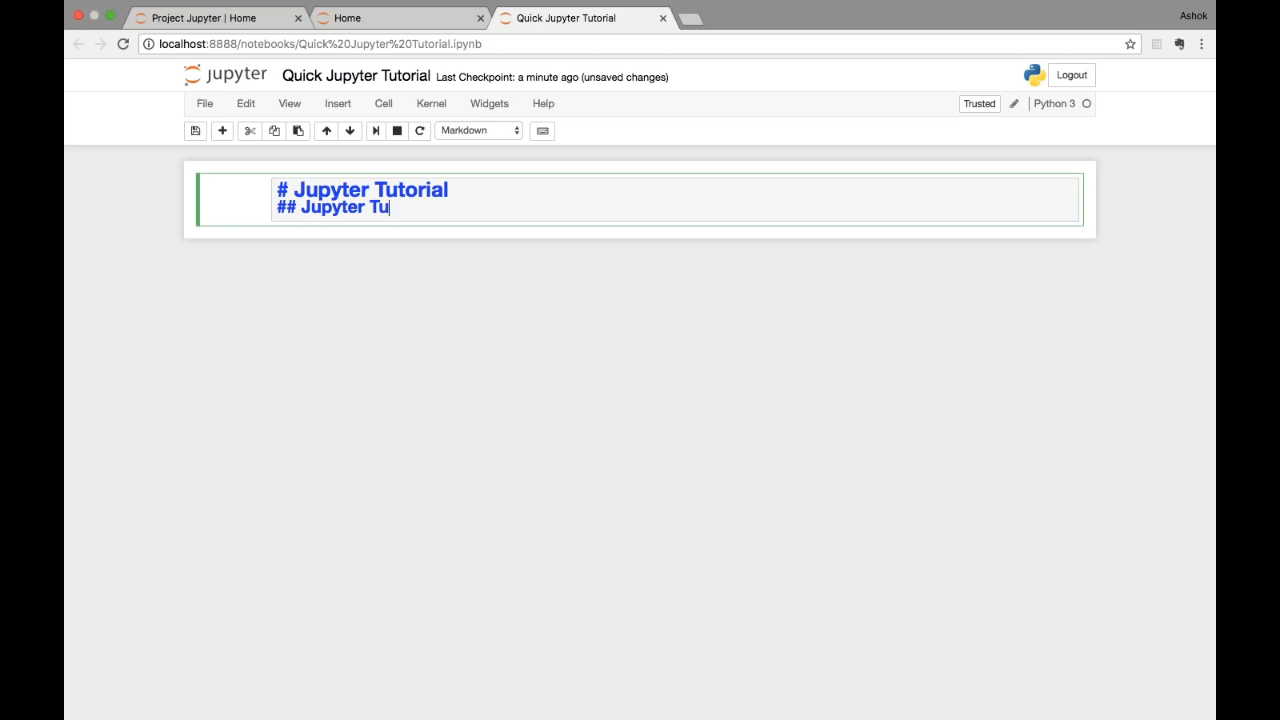 Project Jupyter | Home
Home
Quick Jupyter Tutorial
Ashok
localhost:8888/notebooks/Quick%20Jupyter%20Tutorial.ipynb
jupyter Quick Jupyter Tutorial Last Checkpoint: a minute ago (unsaved changes) Logout
File Edit View Insert Cell Kernel Widgets Help Trusted Python 3
Markdown
# Jupyter Tutorial
## Jupyter Tu